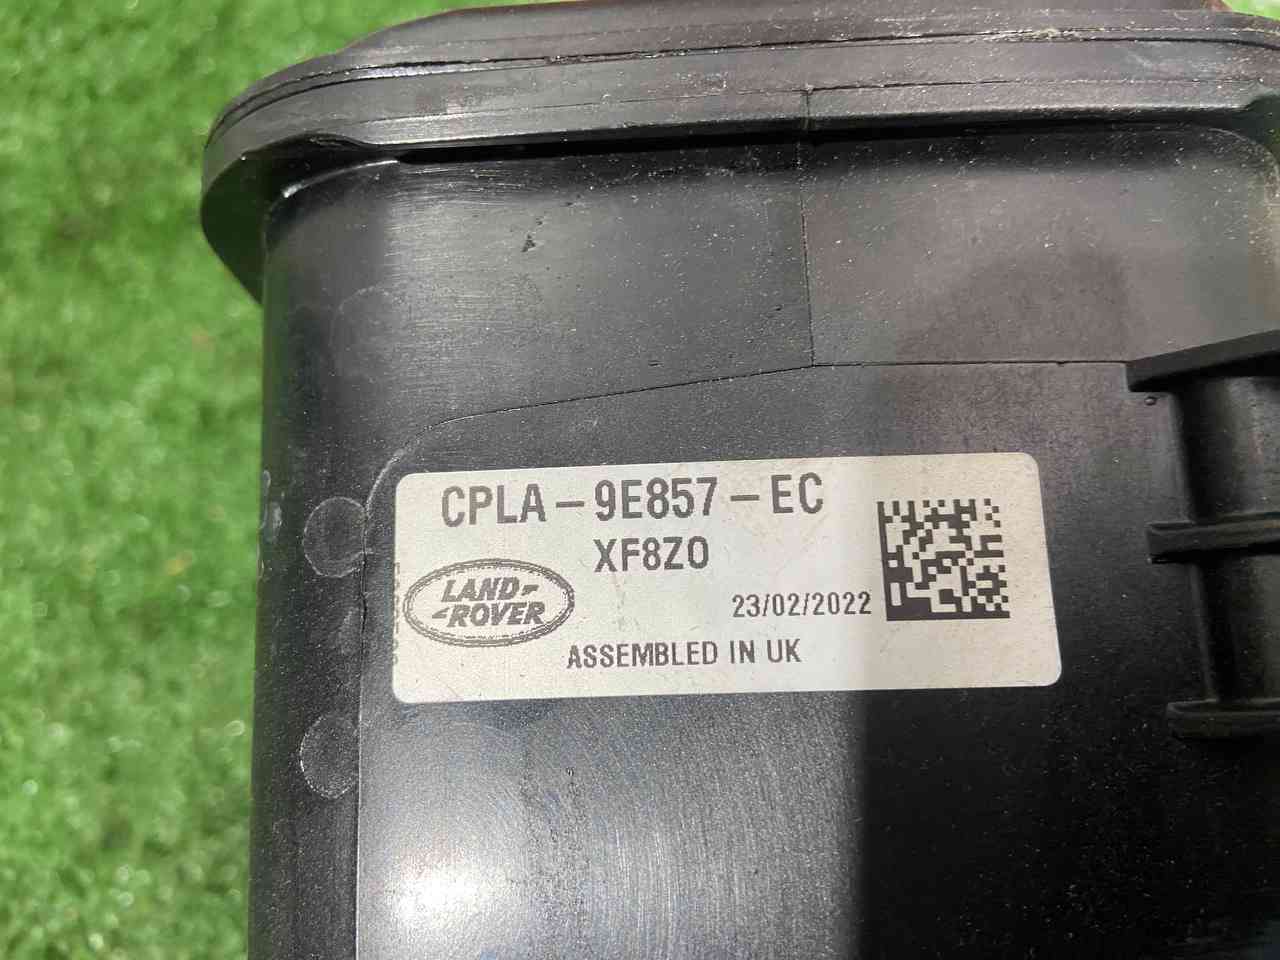 CPLA-9E857-EC
XF8Z0
LAND-
-ROVER
23/02/2022
ASSEMBLED IN UK